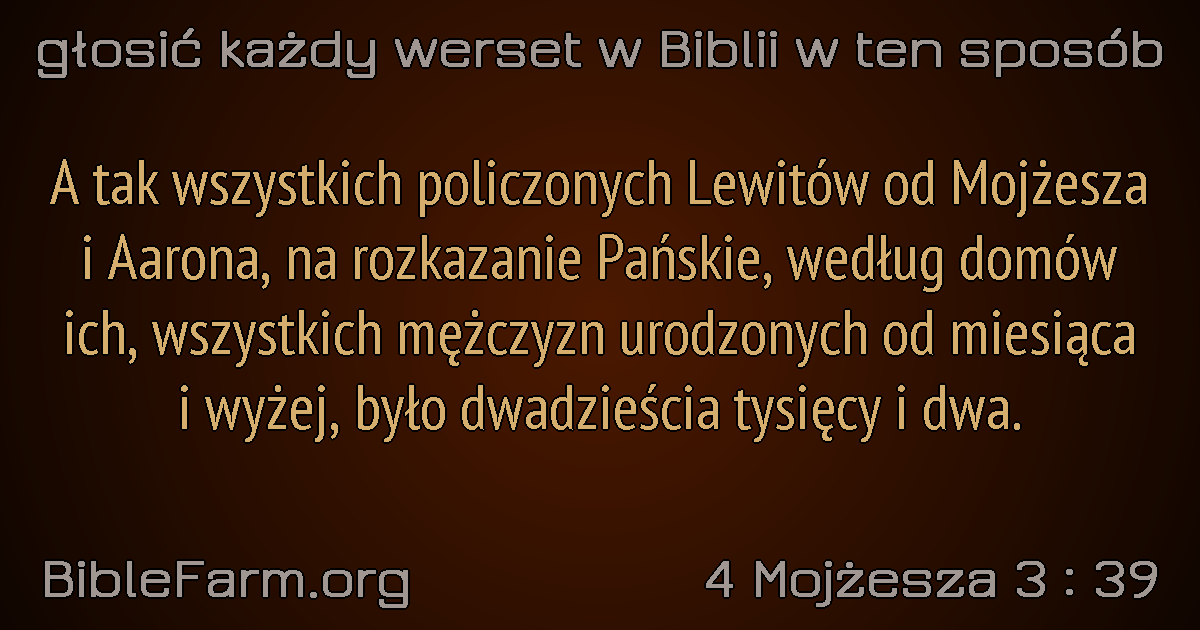 głosić każdy werset w Biblii w ten sposób
A tak wszystkich policzonych Lewitów od Mojżesza
i Aarona, na rozkazanie Pańskie, według domów
ich, wszystkich mężczyzn urodzonych od miesiąca
i wyżej, było dwadzieścia tysięcy i dwa.
BibleFarm.org
4 Mojżesza 3 : 39